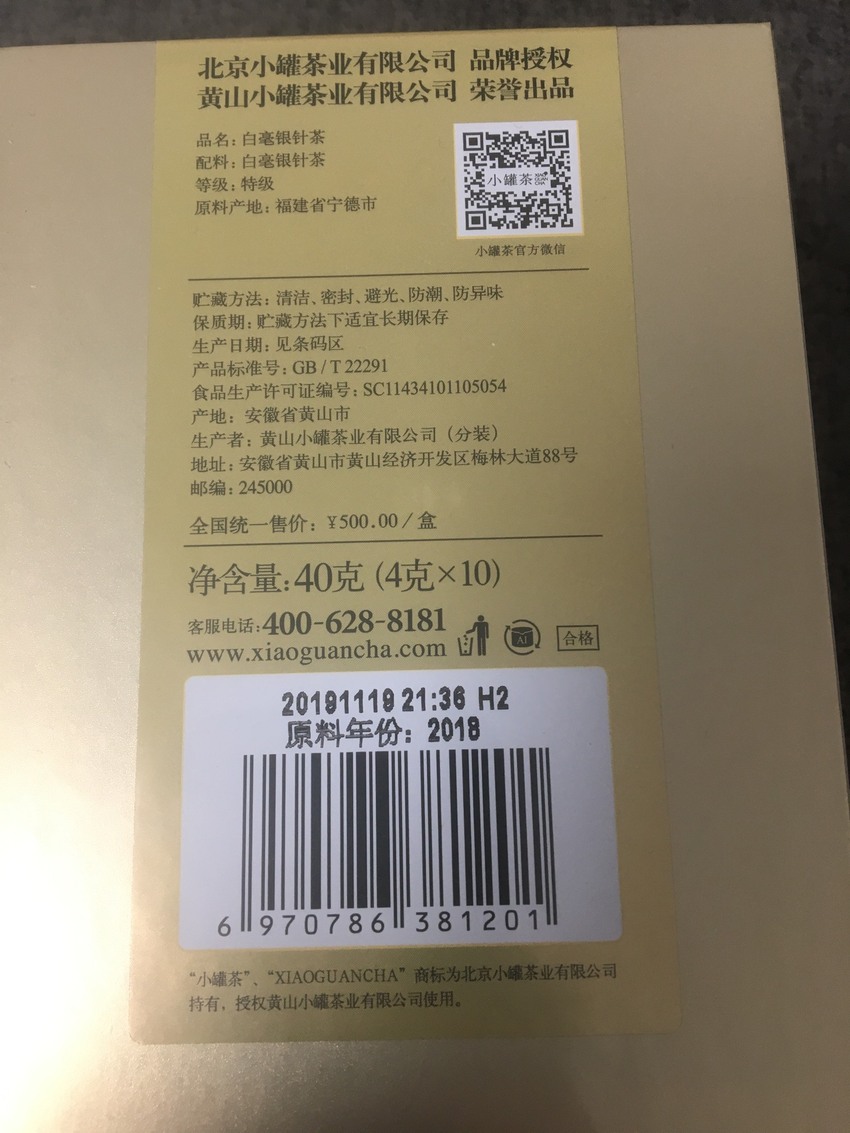 北京小罐茶业有限公司 品牌授权
黄山小罐茶业有限公司 荣誉出品
品名：白毫银针茶
配料：白毫银针茶
等级：特级
原料产地：福建省宁德市
小罐茶
小罐茶官方微信
贮藏方法：清洁、密封、避光、防潮、防异味
保质期：贮藏方法下适宜长期保存
生产日期：见条码区
产品标准号：GB / T 22291
食品生产许可证编号：SC11434101105054
产地：安徽省黄山市
生产者：黄山小罐茶业有限公司（分装）
地址：安徽省黄山市黄山经济开发区梅林大道88号
邮编：245000
全国统一售价：¥500.00 / 盒
净含量：40克 (4克×10)
客服电话：400-628-8181
www.xiaoguancha.com
AI
合格
20191119 21:36 H2
原料年份：2018
6 970786 381201
“小罐茶”、“XIAOGUANCHA” 商标为北京小罐茶业有限公司
持有，授权黄山小罐茶业有限公司使用。